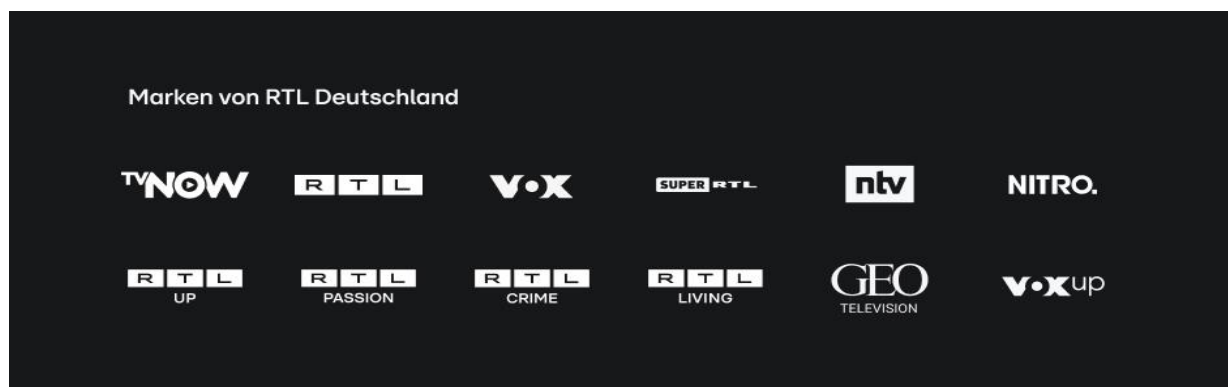 Marken von RTL Deutschland
TVNOW RTL VOX SUPER RTL ntv NITRO.
RTL RTL RTL RTL GEO VOXup
UP PASSION CRIME LIVING TELEVISION